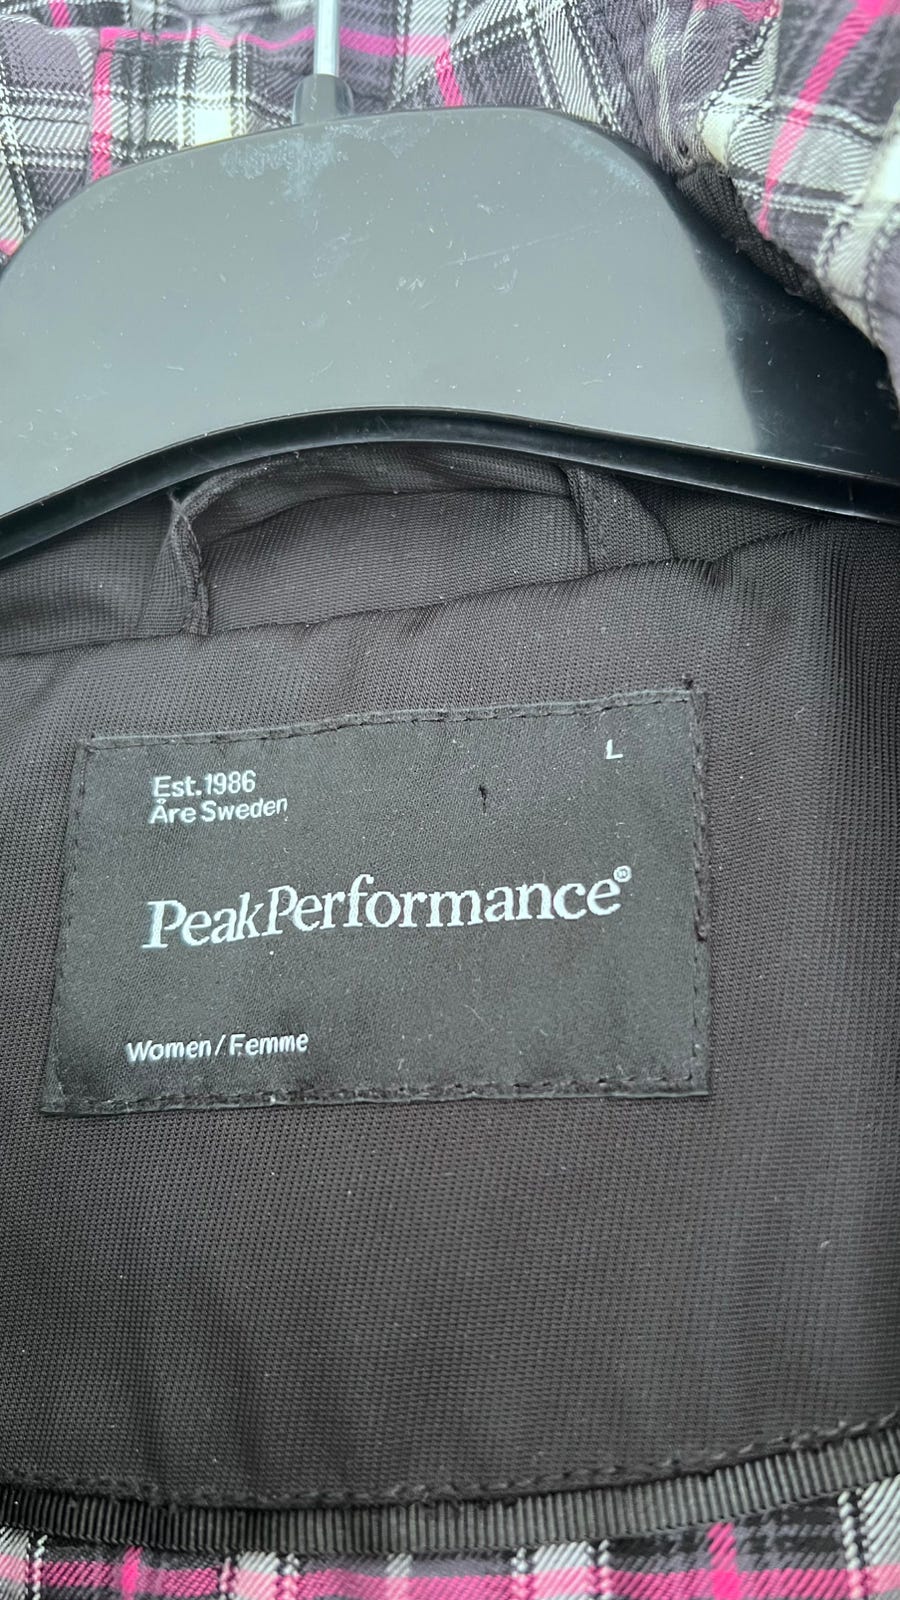 L
Est. 1986
Åre Sweden
PeakPerformance®
Women / Femme